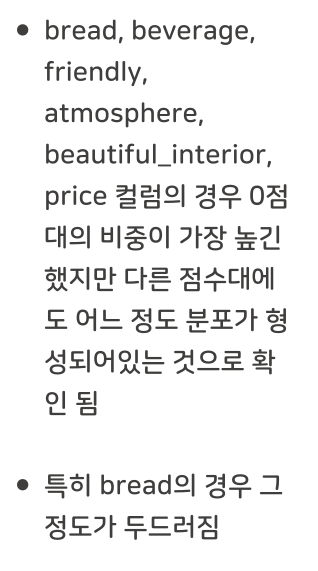 bread, beverage,
friendly,
atmosphere,
beautiful_interior,
price 컬럼의 경우 0점
대의 비중이 가장 높긴
했지만 다른 점수대에
도 어느 정도 분포가 형
성되어있는 것으로 확
인 됨
특히 bread의 경우 그
정도가 두드러짐